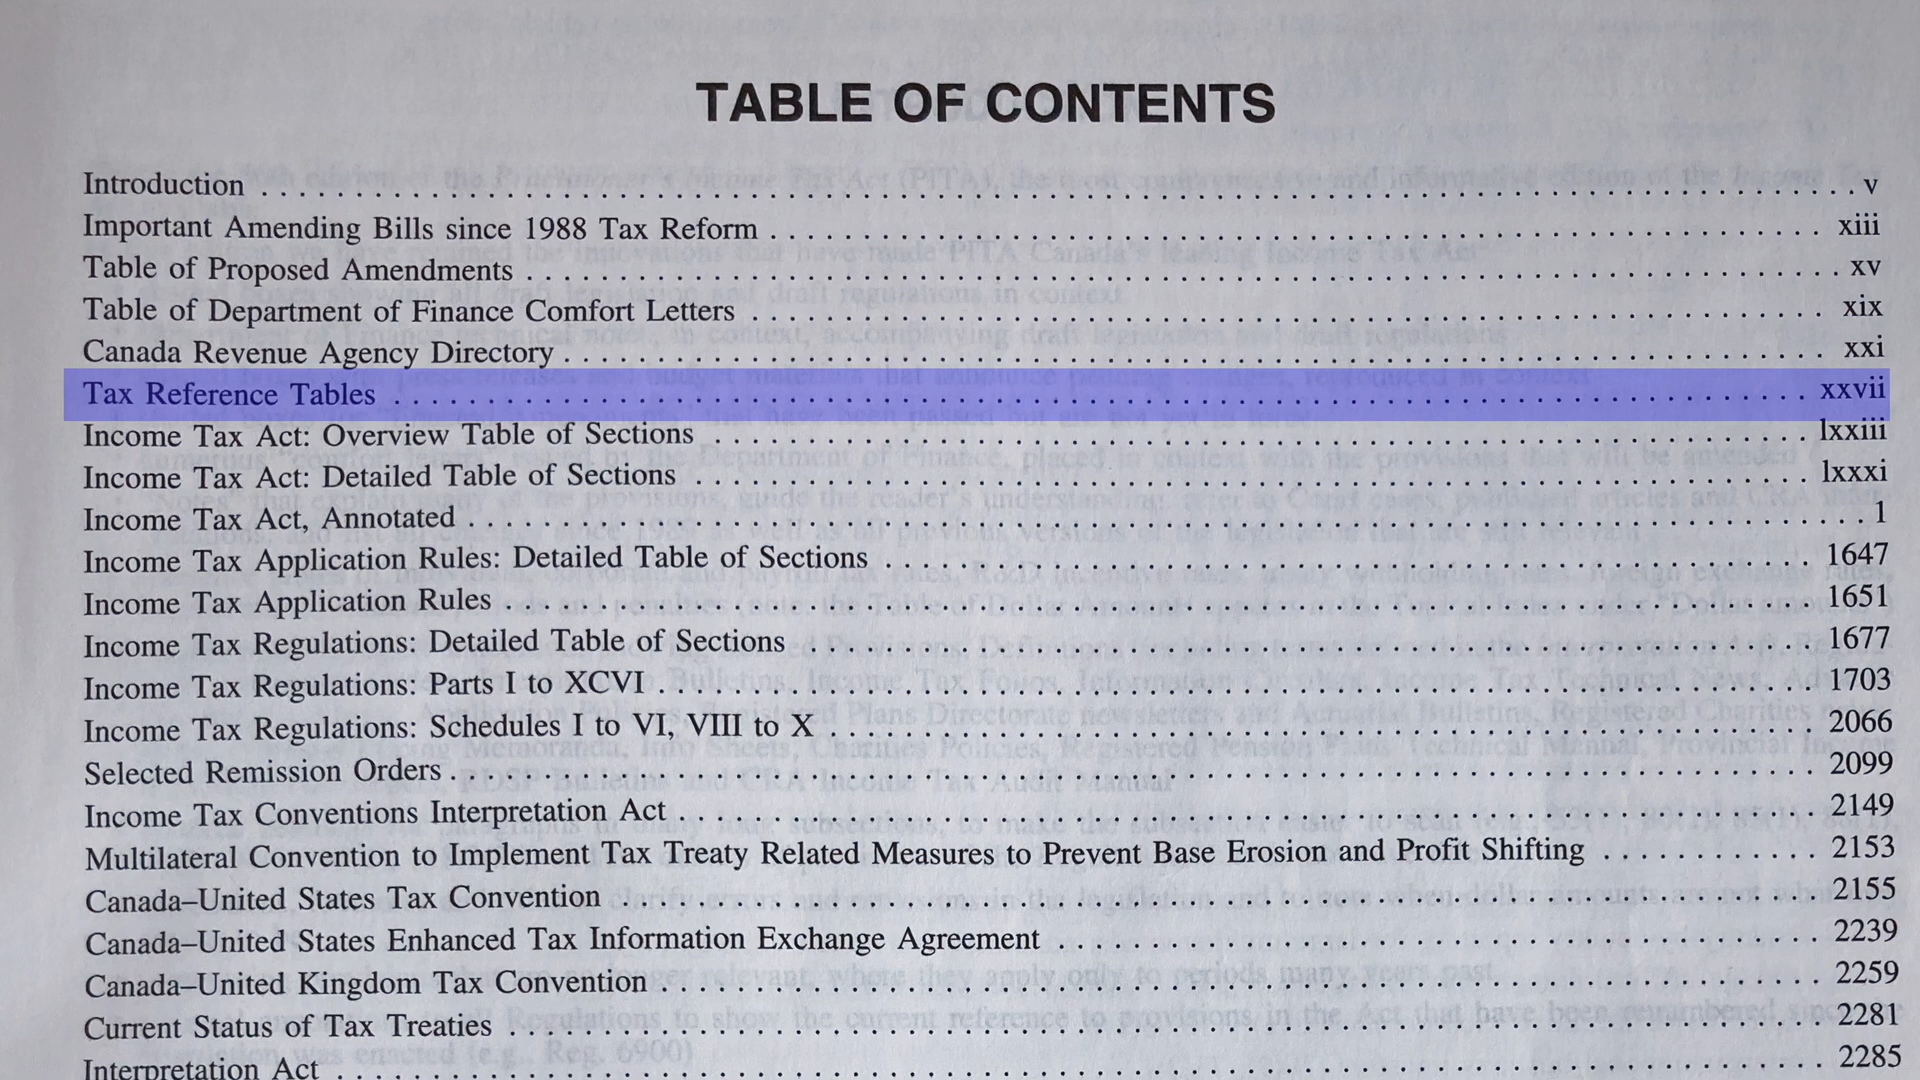 TABLE OF CONTENTS
Introduction . . . . . . . . . . v
Important Amending Bills since 1988 Tax Reform . . . . . . . . . . xiii
Table of Proposed Amendments . . . . . . . . . . xv
Table of Department of Finance Comfort Letters . . . . . . . . . . xix
Canada Revenue Agency Directory . . . . . . . . . . xxi
Tax Reference Tables . . . . . . . . . . xxvii
Income Tax Act: Overview Table of Sections . . . . . . . . . . lxxiii
Income Tax Act: Detailed Table of Sections . . . . . . . . . . lxxxi
Income Tax Act, Annotated . . . . . . . . . . 1
Income Tax Application Rules: Detailed Table of Sections . . . . . . . . . . 1647
Income Tax Application Rules . . . . . . . . . . 1651
Income Tax Regulations: Detailed Table of Sections . . . . . . . . . . 1677
Income Tax Regulations: Parts I to XCVI . . . . . . . . . . 1703
Income Tax Regulations: Schedules I to VI, VIII to X . . . . . . . . . . 2066
Selected Remission Orders . . . . . . . . . . 2099
Income Tax Conventions Interpretation Act . . . . . . . . . . 2149
Multilateral Convention to Implement Tax Treaty Related Measures to Prevent Base Erosion and Profit Shifting . . . . . . . . . . 2153
Canada–United States Tax Convention . . . . . . . . . . 2155
Canada–United States Enhanced Tax Information Exchange Agreement . . . . . . . . . . 2239
Canada–United Kingdom Tax Convention . . . . . . . . . . 2259
Current Status of Tax Treaties . . . . . . . . . . 2281
Interpretation Act . . . . . . . . . . 2285